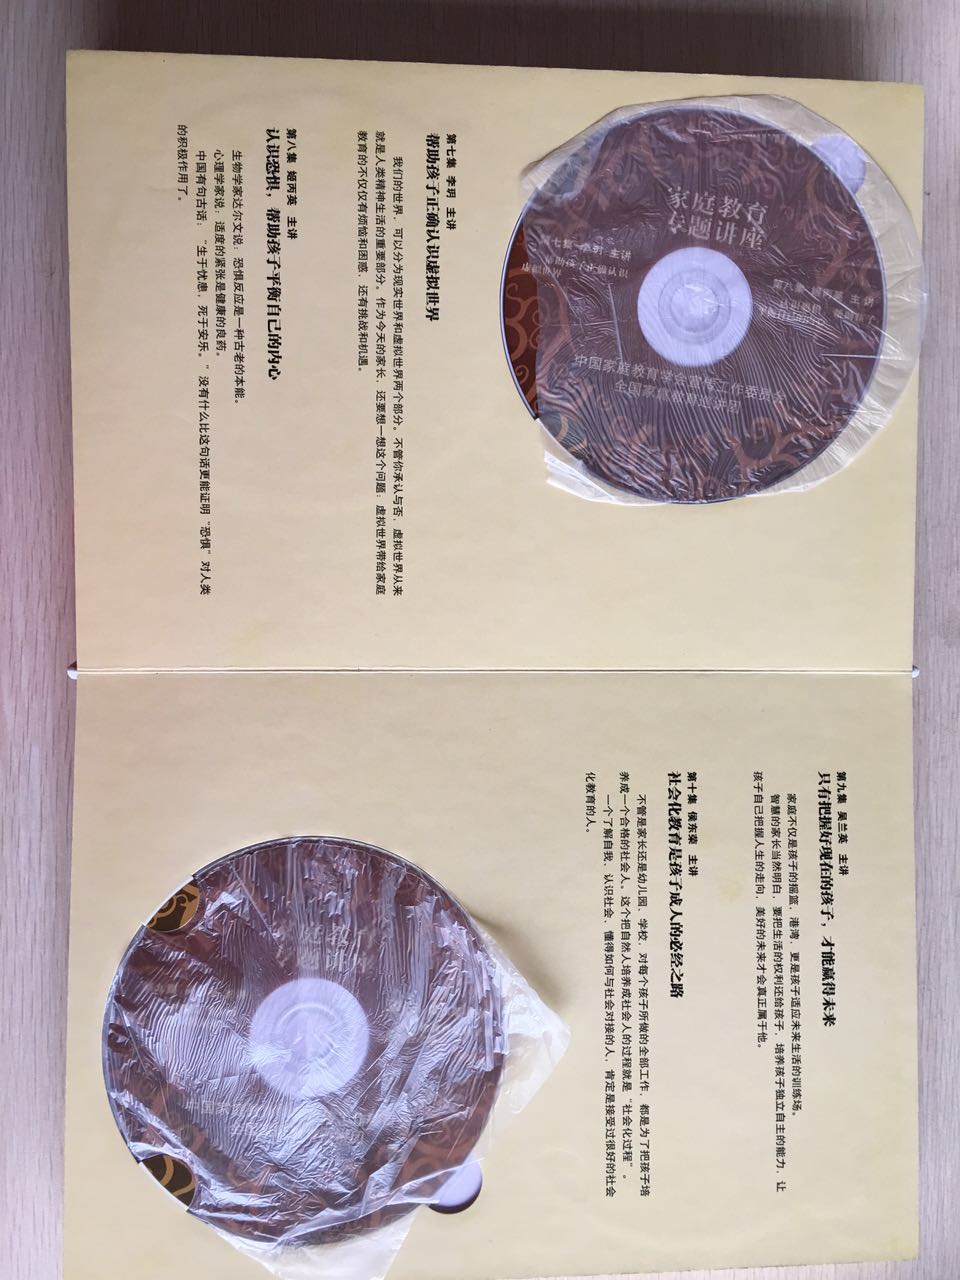 家庭教育
专题讲座
第七集 李玥 主讲
帮助孩子正确认识
虚拟世界
第八集 姬丙英 主讲
认识恐惧，帮助孩子
平衡自己的内心
中国家庭教育学会宣传工作委员会
第七集 李玥 主讲
帮助孩子正确认识虚拟世界
我们的世界，可以分为现实世界和虚拟世界两个部分。不管你承认与否，虚拟世界从来
就是人类精神生活的重要部分。作为今天的家长，还要想一想这个问题：虚拟世界带给家庭
教育的不仅仅有烦恼和困惑，还有挑战和机遇。
第八集 姬丙英 主讲
认识恐惧，帮助孩子平衡自己的内心
生物学家达尔文说：恐惧反应是一种古老的本能。
心理学家说：适度的紧张是健康的良药。
中国有句古话：“生于忧患，死于安乐。”没有什么比这句话更能证明“恐惧”对人类
的积极作用了。
第九集 吴兰英 主讲
只有把握好现在的孩子，才能赢得未来
家庭不仅是孩子的摇篮、港湾，更是孩子适应未来生活的训练场。
智慧的家长当然明白，要把生活的权利还给孩子，培养孩子独立自主的能力，让
孩子自己把握人生的走向，美好的未来才会真正属于他。
第十集 侯东荣 主讲
社会化教育是孩子成人的必经之路
不管是家长还是幼儿园、学校，对每个孩子所做的全部工作，都是为了把孩子培
养成一个合格的社会人。这个把自然人培养成社会人的过程就是“社会化过程”。
一个了解自我、认识社会、懂得如何与社会对接的人，肯定是接受过很好的社会
化教育的人。
中国家庭教